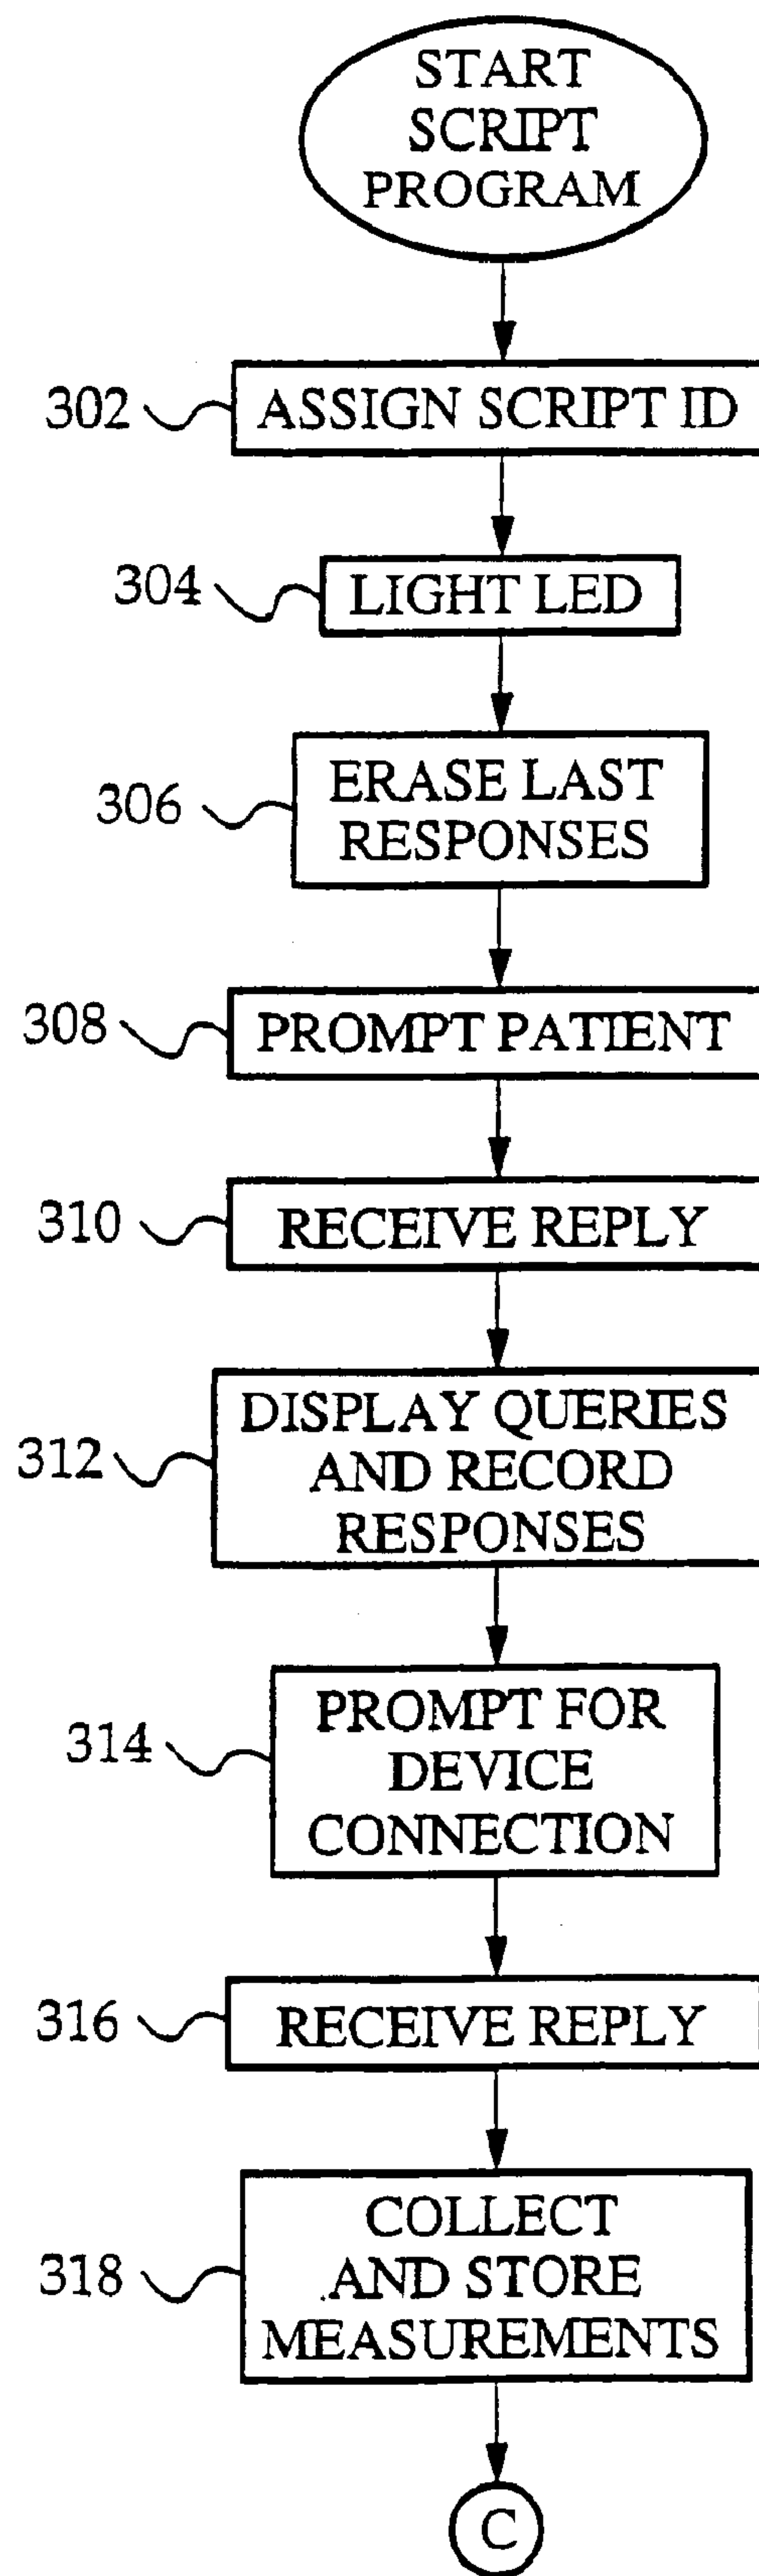 START
SCRIPT
PROGRAM
302
ASSIGN SCRIPT ID
304
LIGHT LED
306
ERASE LAST
RESPONSES
308
PROMPT PATIENT
310
RECEIVE REPLY
312
DISPLAY QUERIES
AND RECORD
RESPONSES
314
PROMPT FOR
DEVICE
CONNECTION
316
RECEIVE REPLY
318
COLLECT
AND STORE
MEASUREMENTS
C